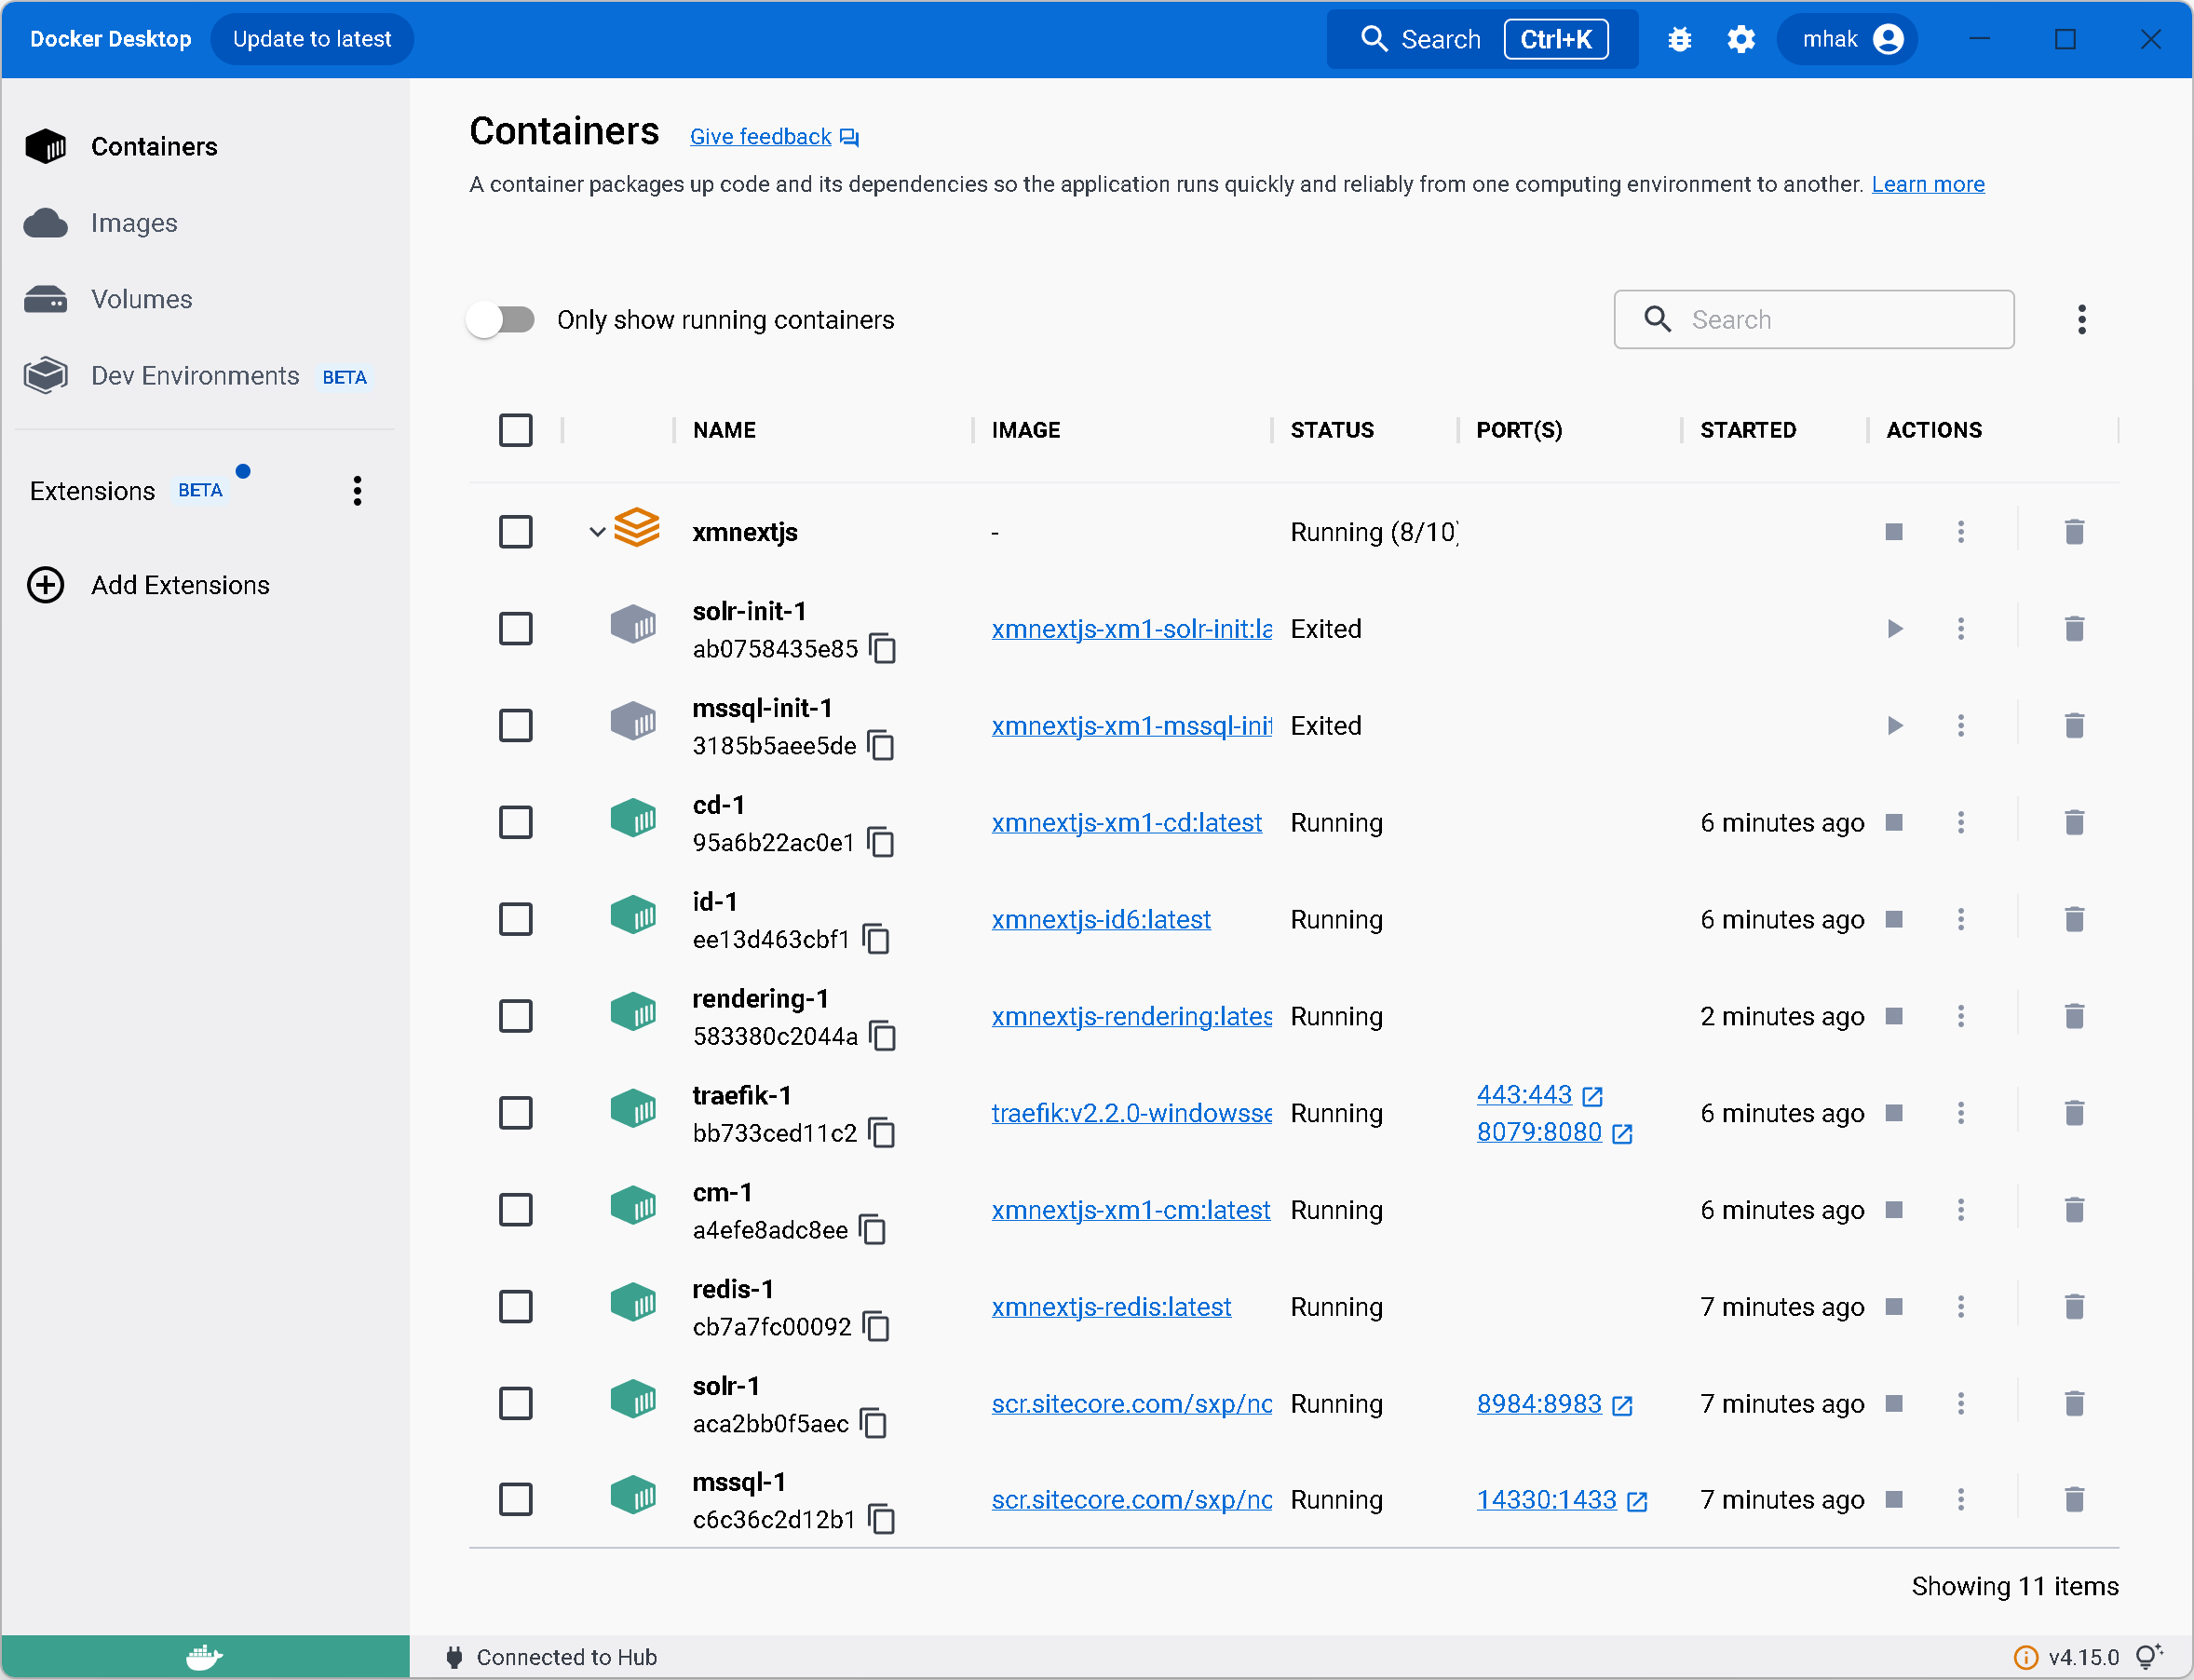 Docker Desktop Update to latest Search Ctrl+K mhak
Containers
Images
Volumes
Dev Environments BETA
Extensions BETA
Add Extensions
Containers Give feedback
A container packages up code and its dependencies so the application runs quickly and reliably from one computing environment to another. Learn more
Only show running containers Search
NAME IMAGE STATUS PORT(S) STARTED ACTIONS
xmnextjs - Running (8/10)
solr-init-1
ab0758435e85 xmnextjs-xm1-solr-init:la Exited
mssql-init-1
3185b5aee5de xmnextjs-xm1-mssql-init Exited
cd-1
95a6b22ac0e1 xmnextjs-xm1-cd:latest Running 6 minutes ago
id-1
ee13d463cbf1 xmnextjs-id6:latest Running 6 minutes ago
rendering-1
583380c2044a xmnextjs-rendering:lates Running 2 minutes ago
traefik-1 443:443
bb733ced11c2 traefik:v2.2.0-windowsse Running 8079:8080 6 minutes ago
cm-1
a4efe8adc8ee xmnextjs-xm1-cm:latest Running 6 minutes ago
redis-1
cb7a7fc00092 xmnextjs-redis:latest Running 7 minutes ago
solr-1
aca2bb0f5aec scr.sitecore.com/sxp/nc Running 8984:8983 7 minutes ago
mssql-1
c6c36c2d12b1 scr.sitecore.com/sxp/nc Running 14330:1433 7 minutes ago
Showing 11 items
Connected to Hub v4.15.0